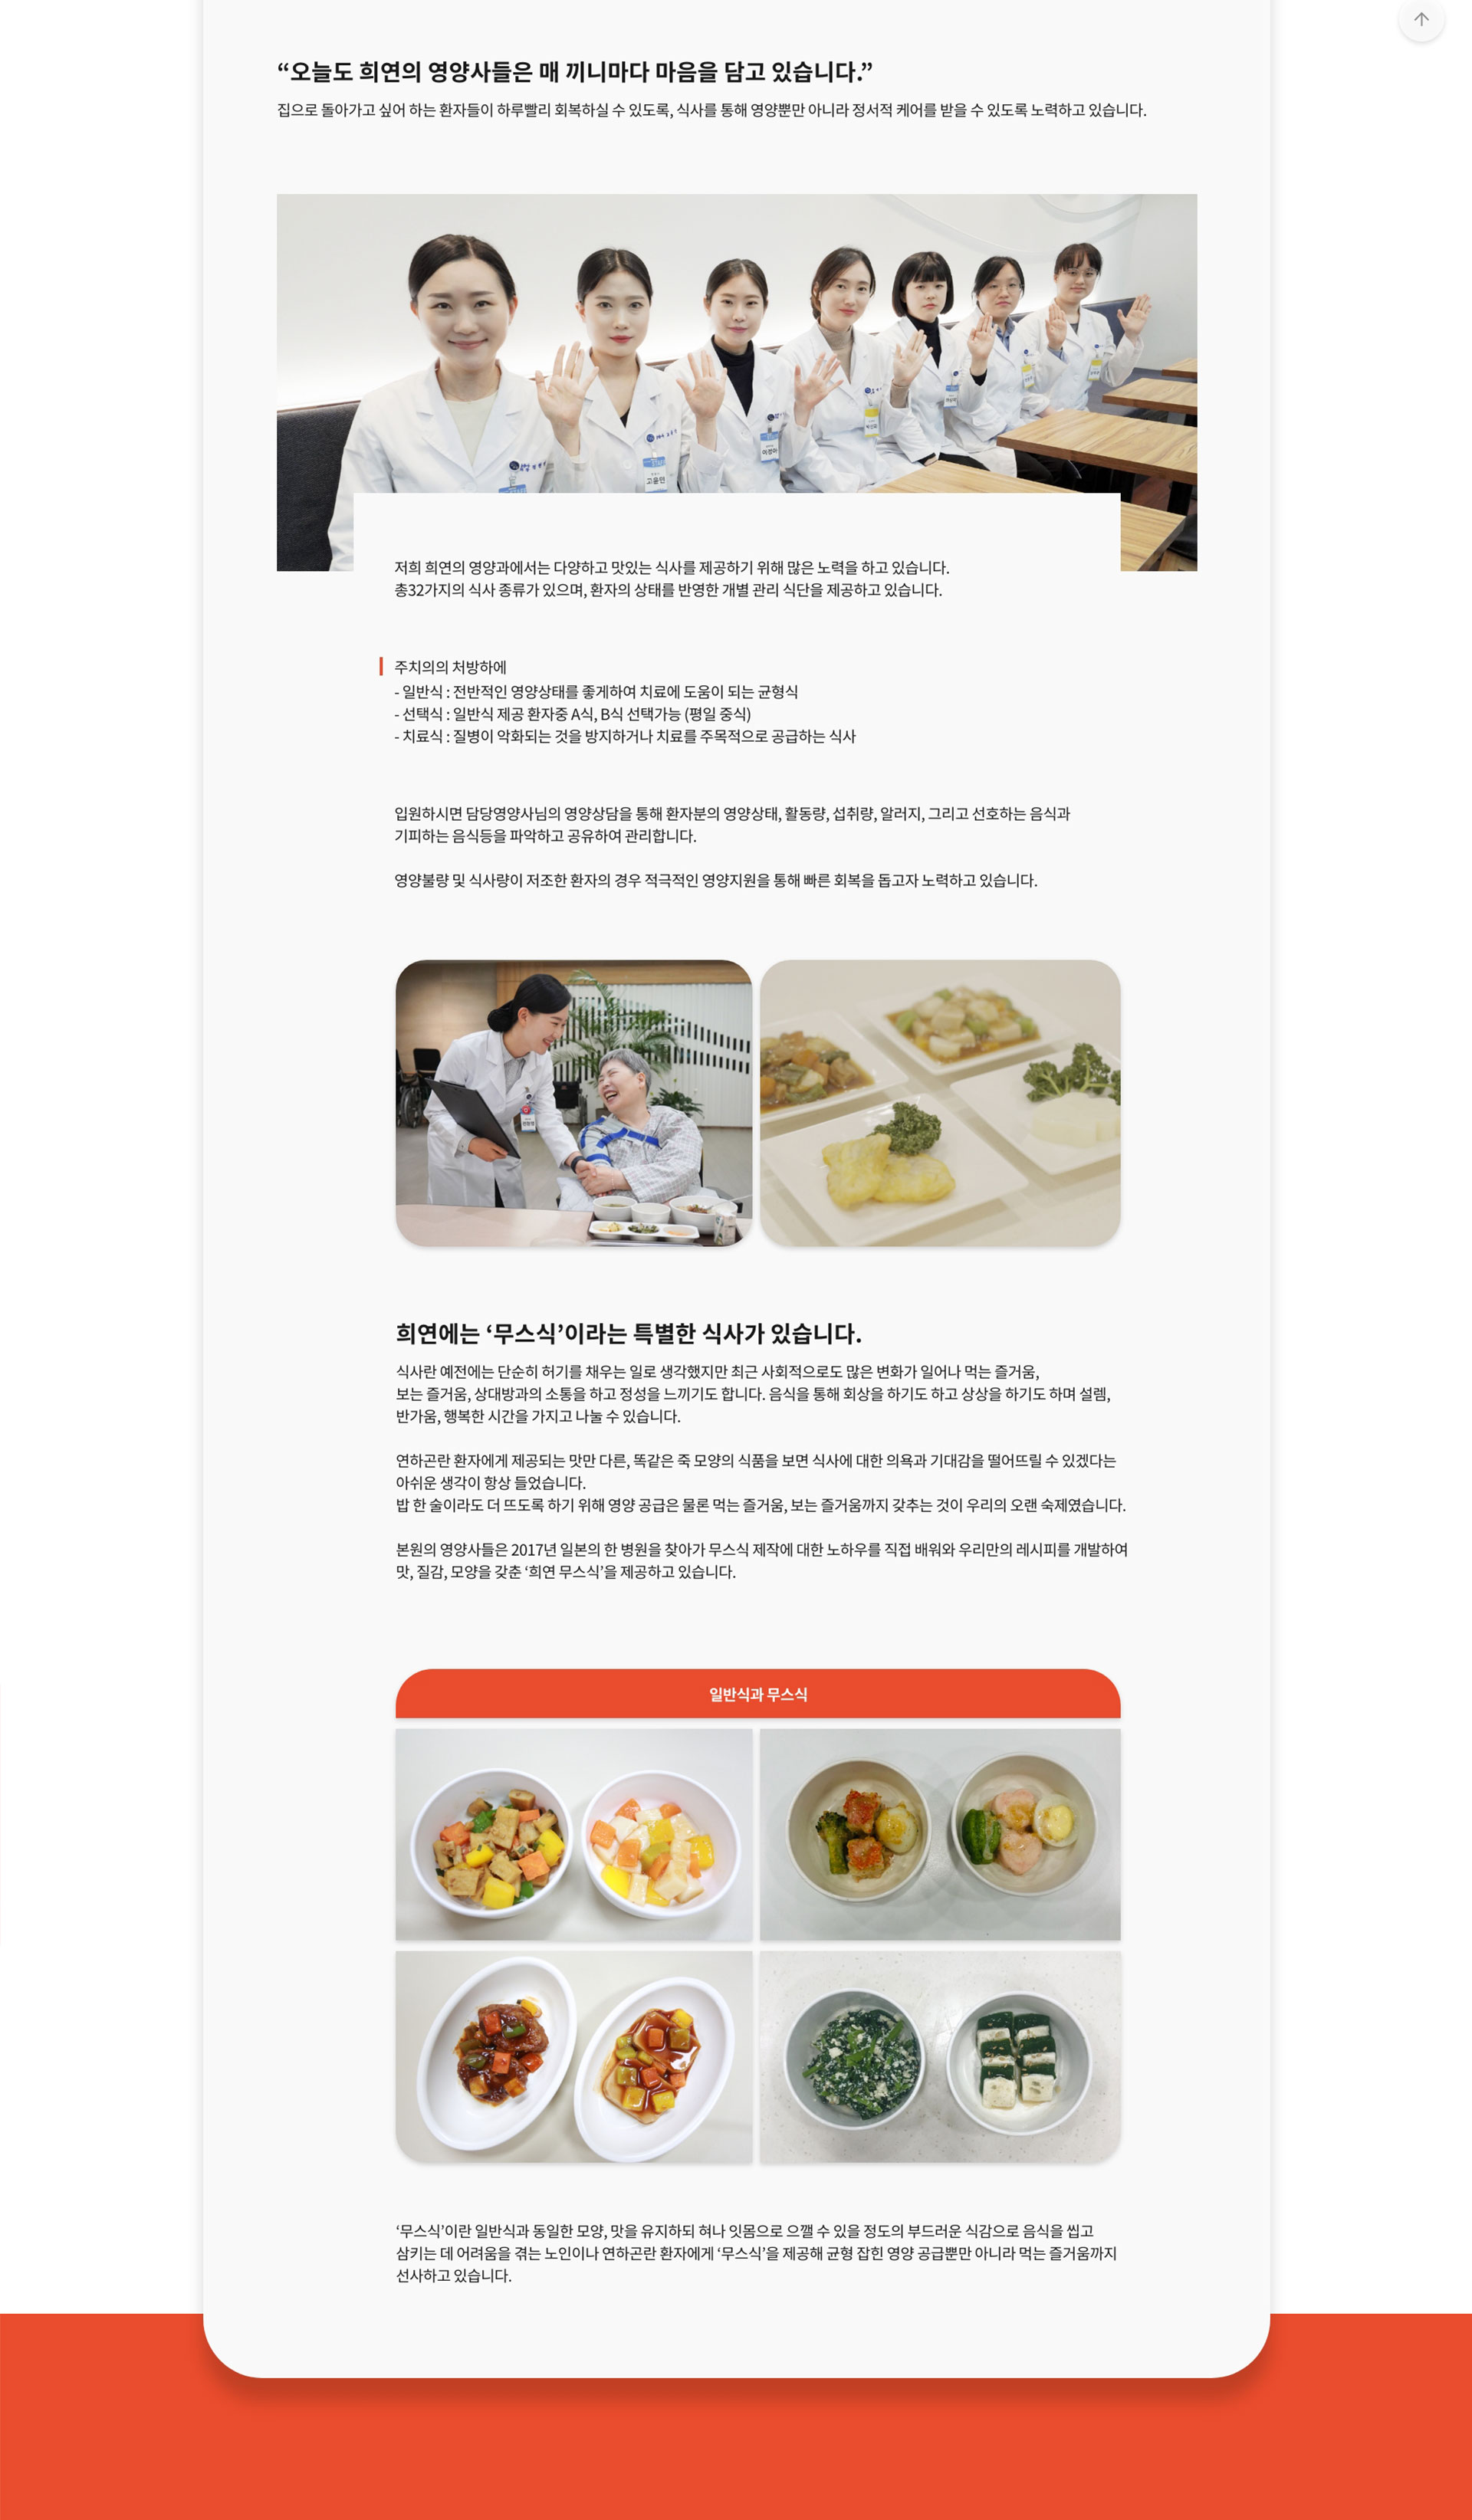 “오늘도 희연의 영양사들은 매 끼니마다 마음을 담고 있습니다.”
집으로 돌아가고 싶어 하는 환자들이 하루빨리 회복하실 수 있도록, 식사를 통해 영양뿐만 아니라 정서적 케어를 받을 수 있도록 노력하고 있습니다.
고윤민
이성아
저희 희연의 영양과에서는 다양하고 맛있는 식사를 제공하기 위해 많은 노력을 하고 있습니다.
총32가지의 식사 종류가 있으며, 환자의 상태를 반영한 개별 관리 식단을 제공하고 있습니다.
주치의의 처방하에
- 일반식 : 전반적인 영양상태를 좋게하여 치료에 도움이 되는 균형식
- 선택식 : 일반식 제공 환자중 A식, B식 선택가능 (평일 중식)
- 치료식 : 질병이 악화되는 것을 방지하거나 치료를 주목적으로 공급하는 식사
입원하시면 담당영양사님의 영양상담을 통해 환자분의 영양상태, 활동량, 섭취량, 알러지, 그리고 선호하는 음식과
기피하는 음식등을 파악하고 공유하여 관리합니다.
영양불량 및 식사량이 저조한 환자의 경우 적극적인 영양지원을 통해 빠른 회복을 돕고자 노력하고 있습니다.
희연에는 ‘무스식’이라는 특별한 식사가 있습니다.
식사란 예전에는 단순히 허기를 채우는 일로 생각했지만 최근 사회적으로도 많은 변화가 일어나 먹는 즐거움,
보는 즐거움, 상대방과의 소통을 하고 정성을 느끼기도 합니다. 음식을 통해 회상을 하기도 하고 상상을 하기도 하며 설렘,
반가움, 행복한 시간을 가지고 나눌 수 있습니다.
연하곤란 환자에게 제공되는 맛만 다른, 똑같은 죽 모양의 식품을 보면 식사에 대한 의욕과 기대감을 떨어뜨릴 수 있겠다는
아쉬운 생각이 항상 들었습니다.
밥 한 술이라도 더 뜨도록 하기 위해 영양 공급은 물론 먹는 즐거움, 보는 즐거움까지 갖추는 것이 우리의 오랜 숙제였습니다.
본원의 영양사들은 2017년 일본의 한 병원을 찾아가 무스식 제작에 대한 노하우를 직접 배워와 우리만의 레시피를 개발하여
맛, 질감, 모양을 갖춘 ‘희연 무스식’을 제공하고 있습니다.
일반식과 무스식
‘무스식’이란 일반식과 동일한 모양, 맛을 유지하되 혀나 잇몸으로 으깰 수 있을 정도의 부드러운 식감으로 음식을 씹고
삼키는 데 어려움을 겪는 노인이나 연하곤란 환자에게 ‘무스식’을 제공해 균형 잡힌 영양 공급뿐만 아니라 먹는 즐거움까지
선사하고 있습니다.